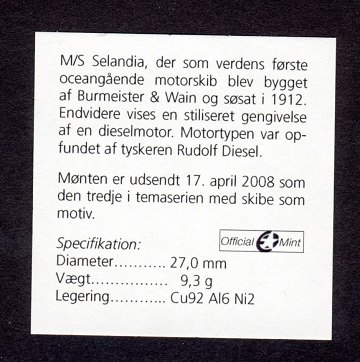 M/S Selandia, der som verdens første
oceangående motorskib blev bygget
af Burmeister & Wain og søsat i 1912.
Endvidere vises en stiliseret gengivelse
af en dieselmotor. Motortypen var op-
fundet af tyskeren Rudolf Diesel.
Mønten er udsendt 17. april 2008 som
den tredje i temaserien med skibe som
motiv.
Specifikation:
Official Mint
Diameter........... 27,0 mm
Vægt.................. 9,3 g
Legering............. Cu92 Al6 Ni2